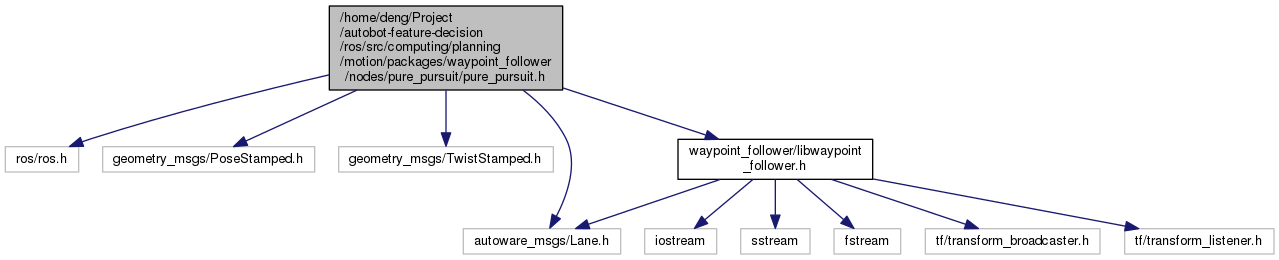 /home/deng/Project
/autobot-feature-decision
/ros/src/computing/planning
/motion/packages/waypoint_follower
/nodes/pure_pursuit/pure_pursuit.h
ros/ros.h
geometry_msgs/PoseStamped.h
geometry_msgs/TwistStamped.h
waypoint_follower/libwaypoint
_follower.h
autoware_msgs/Lane.h
iostream
sstream
fstream
tf/transform_broadcaster.h
tf/transform_listener.h